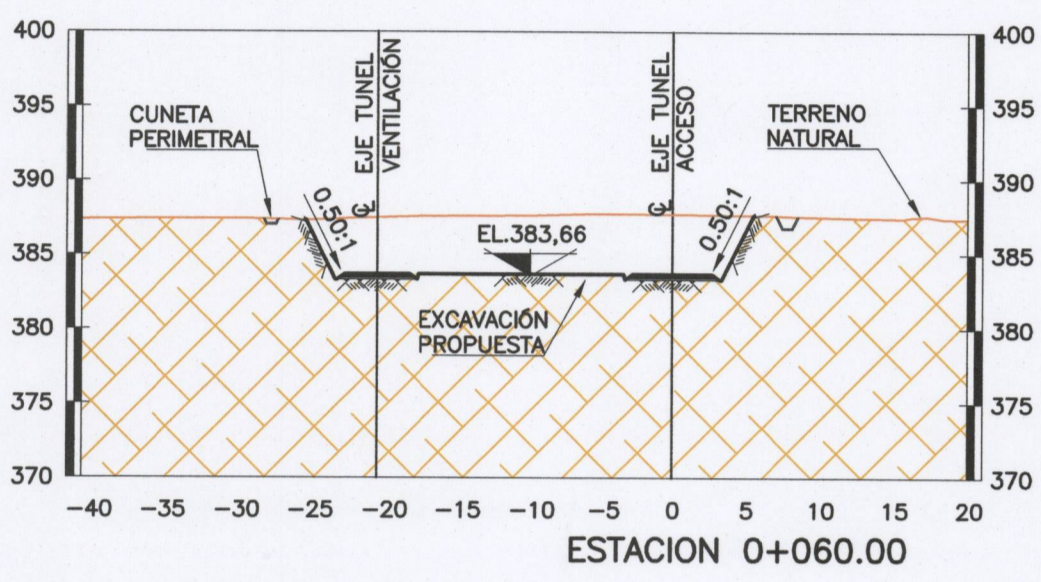 400
395
390
385
380
375
370
CUNETA
PERIMETRAL
EJE TUNEL
VENTILACIÓN
℄
0.50:1
EL.383,66
EXCAVACIÓN
PROPUESTA
EJE TUNEL
ACCESO
℄
0.50:1
TERRENO
NATURAL
400
395
390
385
380
375
370
-40 -35 -30 -25 -20 -15 -10 -5 0 5 10 15 20
ESTACION 0+060.00